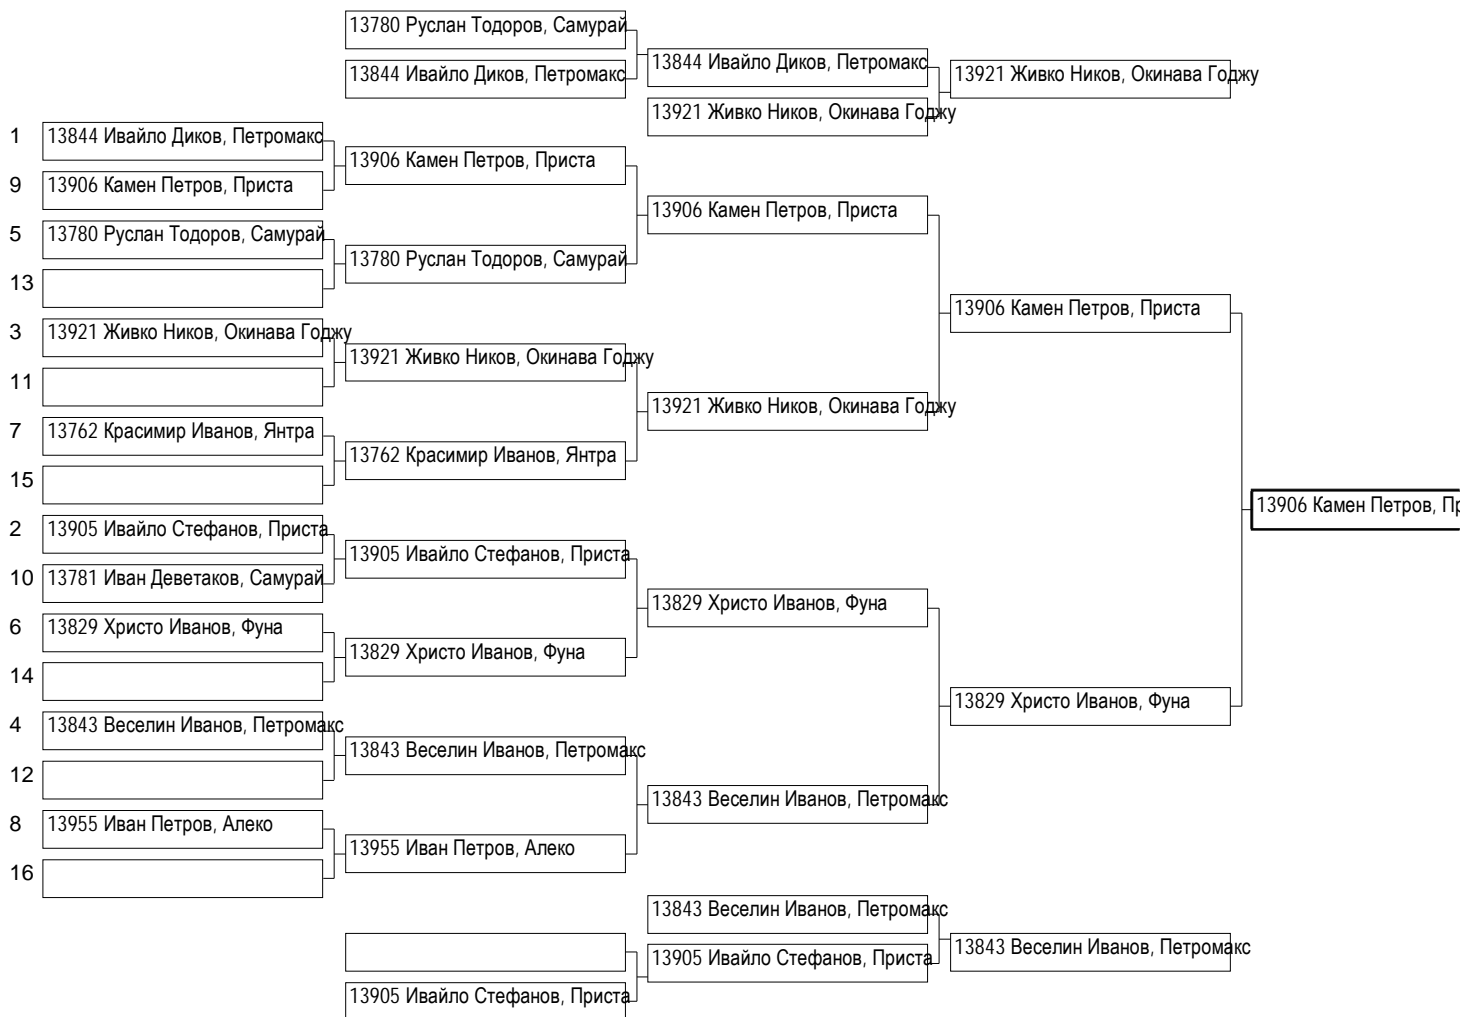 13780 Руслан Тодоров, Самурай
13844 Ивайло Диков, Петромакс
13844 Ивайло Диков, Петромакс
13921 Живко Ников, Окинава Годжу
13921 Живко Ников, Окинава Годжу
1 13844 Ивайло Диков, Петромакс
9 13906 Камен Петров, Приста
5 13780 Руслан Тодоров, Самурай
13
3 13921 Живко Ников, Окинава Годжу
11
7 13762 Красимир Иванов, Янтра
15
2 13905 Ивайло Стефанов, Приста
10 13781 Иван Деветаков, Самурай
6 13829 Христо Иванов, Фуна
14
4 13843 Веселин Иванов, Петромакс
12
8 13955 Иван Петров, Алеко
16
13906 Камен Петров, Приста
13780 Руслан Тодоров, Самурай
13921 Живко Ников, Окинава Годжу
13762 Красимир Иванов, Янтра
13905 Ивайло Стефанов, Приста
13829 Христо Иванов, Фуна
13843 Веселин Иванов, Петромакс
13955 Иван Петров, Алеко
13906 Камен Петров, Приста
13921 Живко Ников, Окинава Годжу
13829 Христо Иванов, Фуна
13843 Веселин Иванов, Петромакс
13906 Камен Петров, Приста
13829 Христо Иванов, Фуна
13906 Камен Петров,
13905 Ивайло Стефанов, Приста
13843 Веселин Иванов, Петромакс
13905 Ивайло Стефанов, Приста
13843 Веселин Иванов, Петромакс